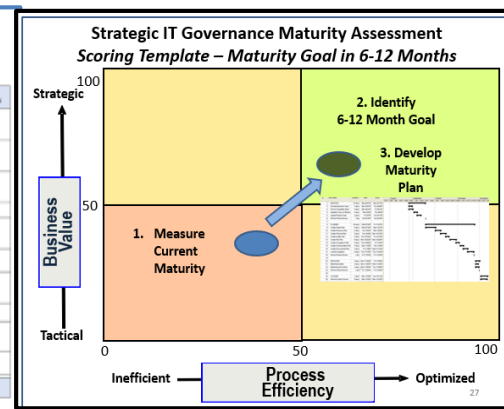 Strategic IT Governance Maturity Assessment
Scoring Template – Maturity Goal in 6-12 Months
100
Strategic
2. Identify
6-12 Month Goal
3. Develop
Maturity
Plan
50
Business
Value
1. Measure
Current
Maturity
Tactical
0
50
100
Inefficient
Process
Efficiency
Optimized
27